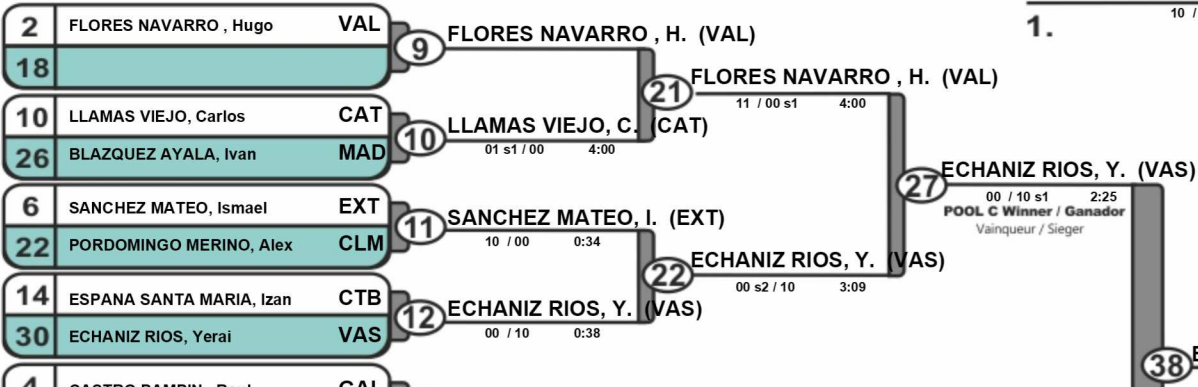 2 FLORES NAVARRO , Hugo VAL
18
9 FLORES NAVARRO , H. (VAL)
10 LLAMAS VIEJO, Carlos CAT
26 BLAZQUEZ AYALA, Ivan MAD
10 LLAMAS VIEJO, C. (CAT)
01 s1 / 00 4:00
21 FLORES NAVARRO , H. (VAL)
11 / 00 s1 4:00
6 SANCHEZ MATEO, Ismael EXT
22 PORDOMINGO MERINO, Alex CLM
11 SANCHEZ MATEO, I. (EXT)
10 / 00 0:34
14 ESPANA SANTA MARIA, Izan CTB
30 ECHANIZ RIOS, Yerai VAS
12 ECHANIZ RIOS, Y. (VAS)
00 / 10 0:38
22 ECHANIZ RIOS, Y. (VAS)
00 s2 / 10 3:09
27 ECHANIZ RIOS, Y. (VAS)
00 / 10 s1 2:25
POOL C Winner / Ganador
Vainqueur / Sieger
10 /
1.
38